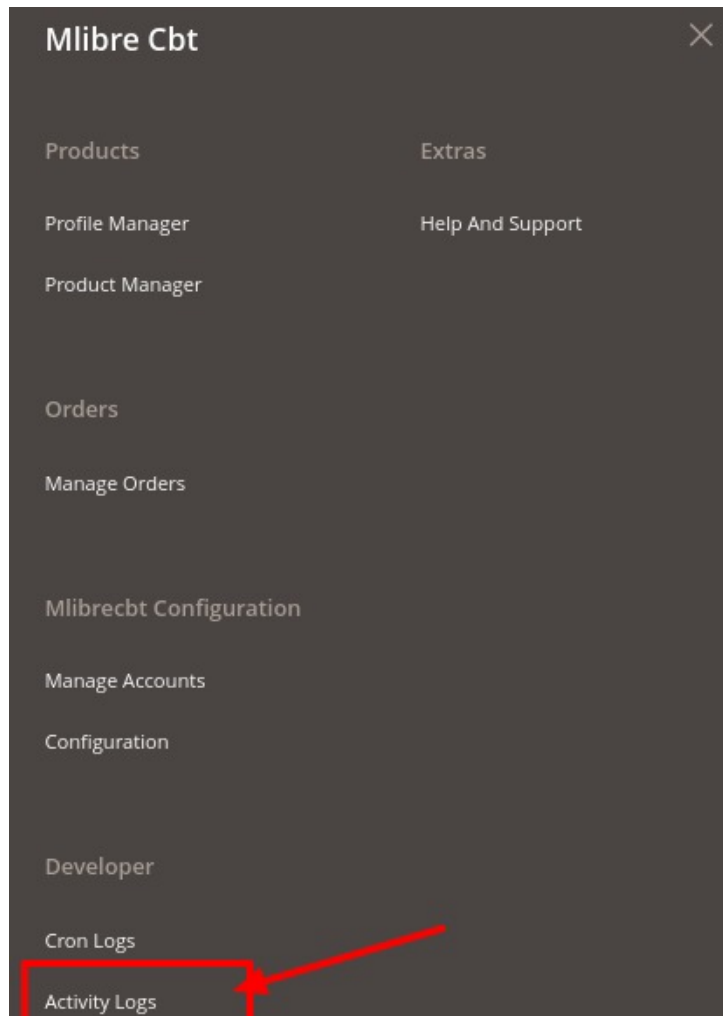 Mlibre Cbt
Products
Profile Manager
Product Manager
Extras
Help And Support
Orders
Manage Orders
Mlibrecbt Configuration
Manage Accounts
Configuration
Developer
Cron Logs
Activity Logs